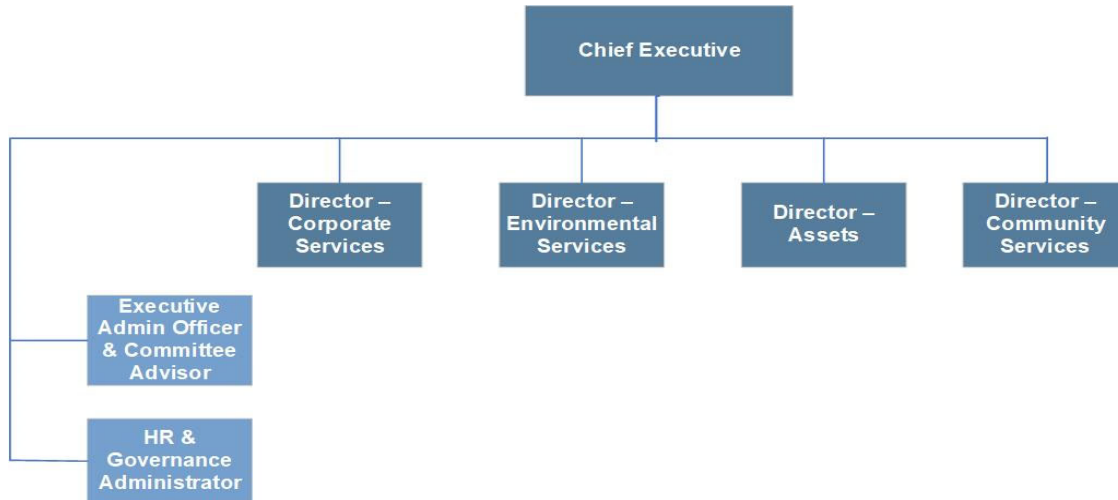 Chief Executive
Director –
Corporate
Services
Director –
Environmental
Services
Director –
Assets
Director –
Community
Services
Executive
Admin Officer
& Committee
Advisor
HR &
Governance
Administrator